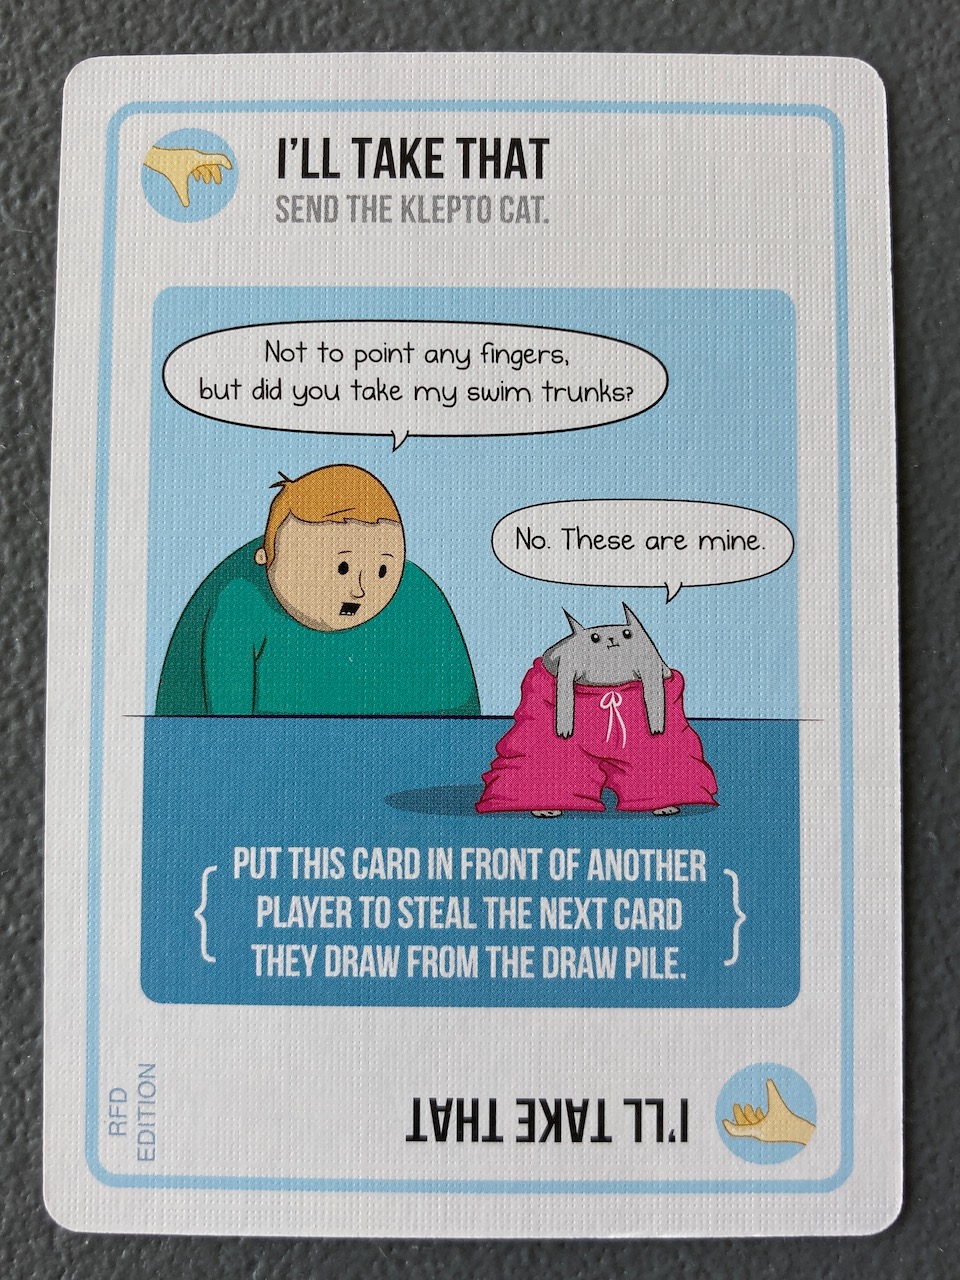 I'LL TAKE THAT
SEND THE KLEPTO CAT.
Not to point any fingers,
but did you take my swim trunks?
No. These are mine.
PUT THIS CARD IN FRONT OF ANOTHER
PLAYER TO STEAL THE NEXT CARD
THEY DRAW FROM THE DRAW PILE.
RFD
EDITION
I'LL TAKE THAT